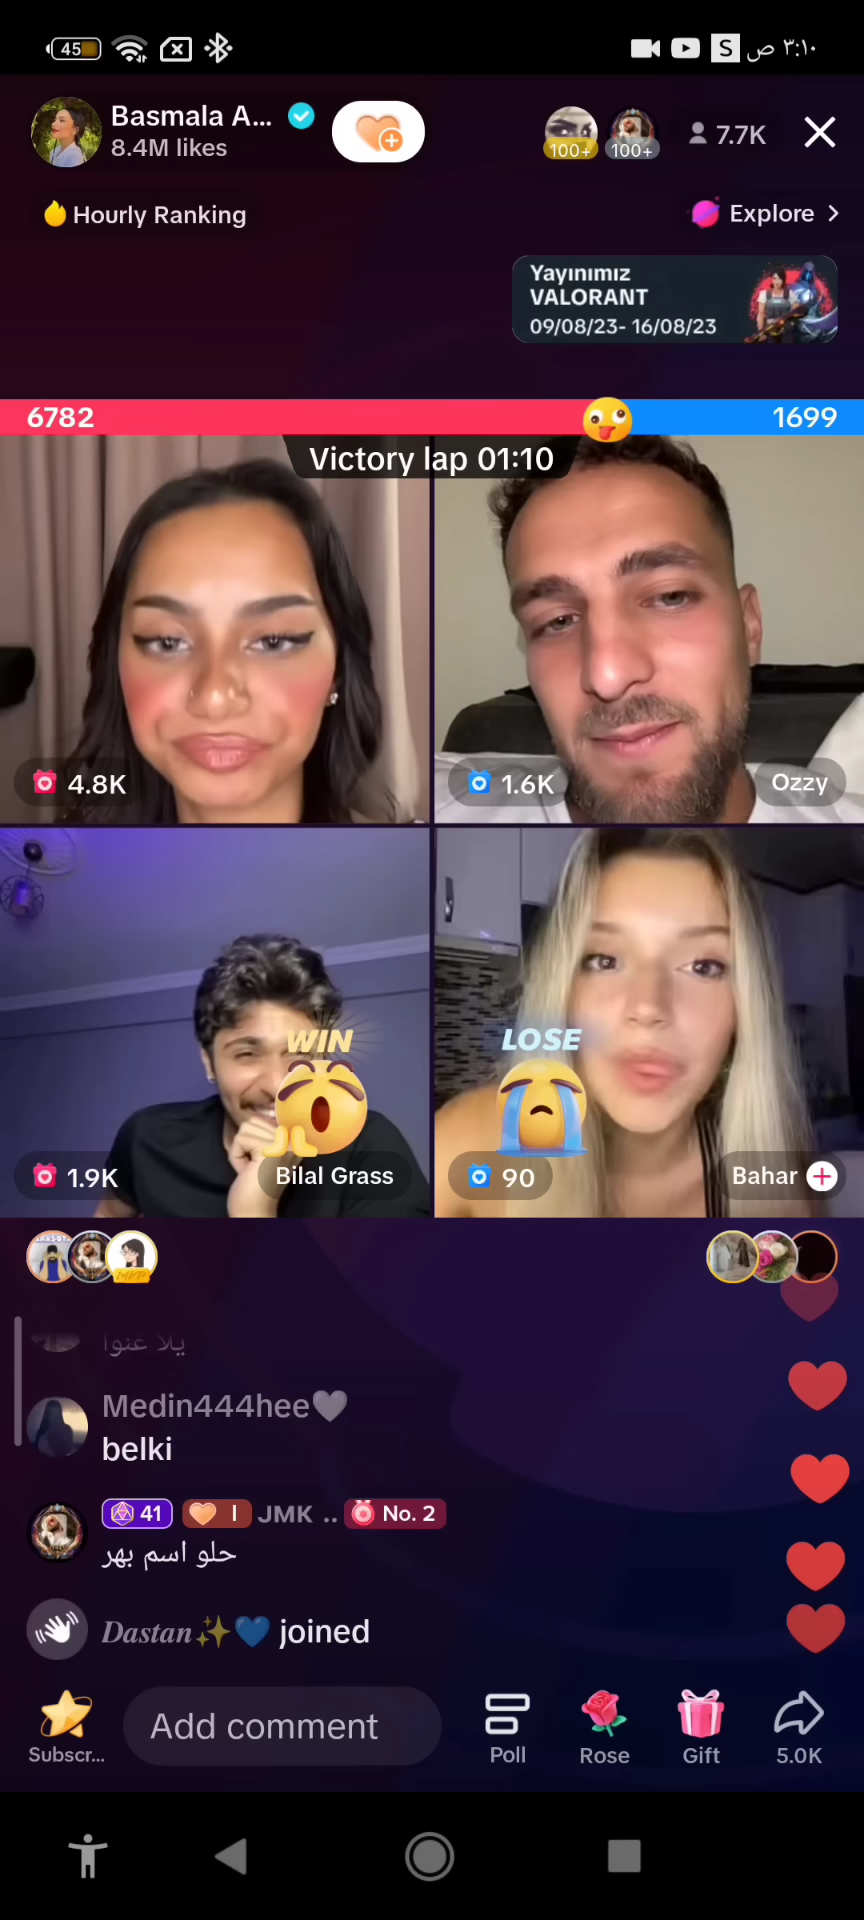 45
S
٣:١٠ ص
Basmala A...
8.4M likes
100+
100+
7.7K
Hourly Ranking
Explore
Yayınımız
VALORANT
09/08/23- 16/08/23
6782
1699
Victory lap 01:10
4.8K
1.6K
Ozzy
WIN
LOSE
1.9K
Bilal Grass
90
Bahar
يلا غنوا
Medin444hee🩶
belki
41
I
JMK ..
No. 2
حلو اسم بهر
Dastan✨💙 joined
Subscr...
Add comment
Poll
Rose
Gift
5.0K